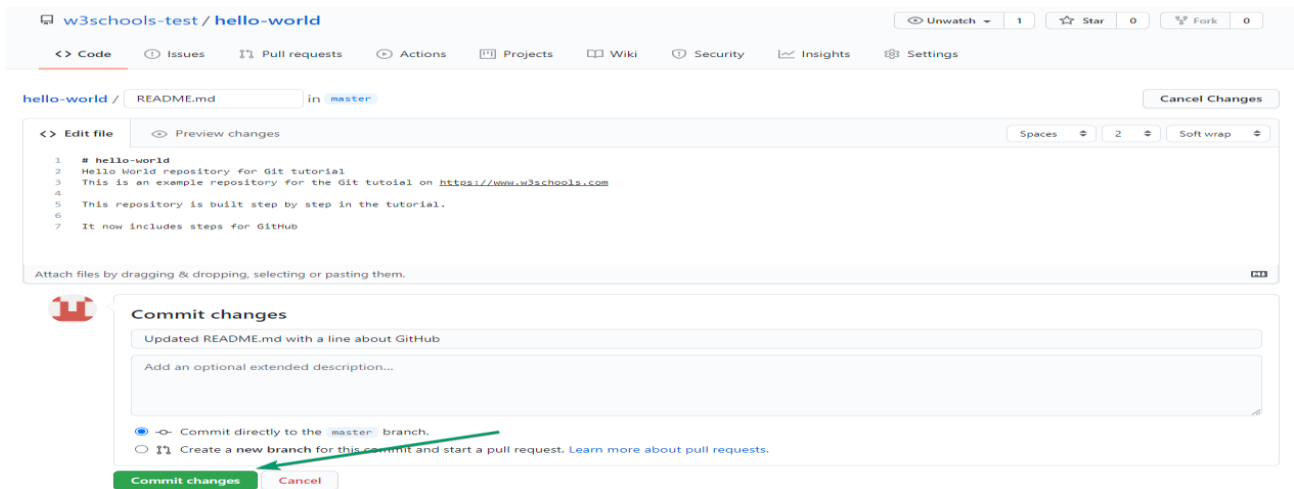 w3schools-test / hello-world Unwatch 1 Star 0 Fork 0
<> Code Issues Pull requests Actions Projects Wiki Security Insights Settings
hello-world / README.md in master Cancel Changes
<> Edit file Preview changes Spaces 2 Soft wrap
1 # hello-world
2 Hello World repository for Git tutorial
3 This is an example repository for the Git tutoial on https://www.w3schools.com
4
5 This repository is built step by step in the tutorial.
6
7 It now includes steps for GitHub
Attach files by dragging & dropping, selecting or pasting them.
Commit changes
Updated README.md with a line about GitHub
Add an optional extended description...
Commit directly to the master branch.
Create a new branch for this commit and start a pull request. Learn more about pull requests.
Commit changes Cancel